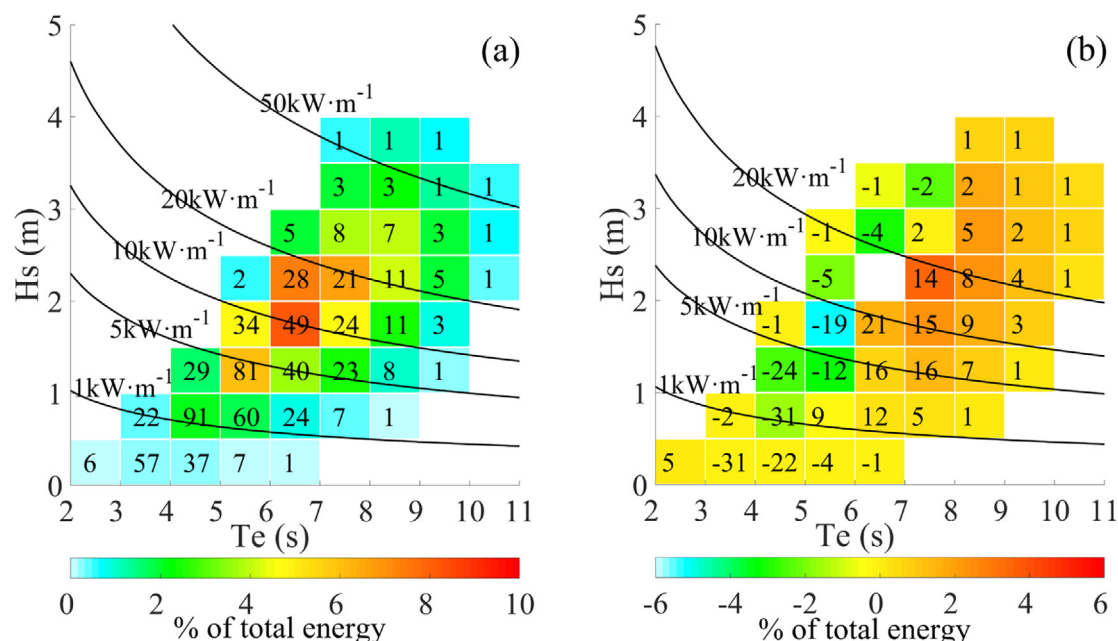 (a)
5
4
3
2
1
0
Hs (m)
50kW·m-1
20kW·m-1
10kW·m-1
5kW·m-1
1kW·m-1
1 1 1
3 3 1 1
5 8 7 3 1
2 28 21 11 5 1
34 49 24 11 3
29 81 40 23 8 1
22 91 60 24 7 1
6 57 37 7 1
2 3 4 5 6 7 8 9 10 11
Te (s)
0 2 4 6 8 10
% of total energy
(b)
5
4
3
2
1
0
Hs (m)
20kW·m-1
10kW·m-1
5kW·m-1
1kW·m-1
1 1
-1 -2 2 1 1
-1 -4 2 5 2 1
-5 14 8 4 1
-1 -19 21 15 9 3
-24 -12 16 16 7 1
-2 -31 9 12 5 1
5 -31 -22 -4 -1
2 3 4 5 6 7 8 9 10 11
Te (s)
-6 -4 -2 0 2 4 6
% of total energy